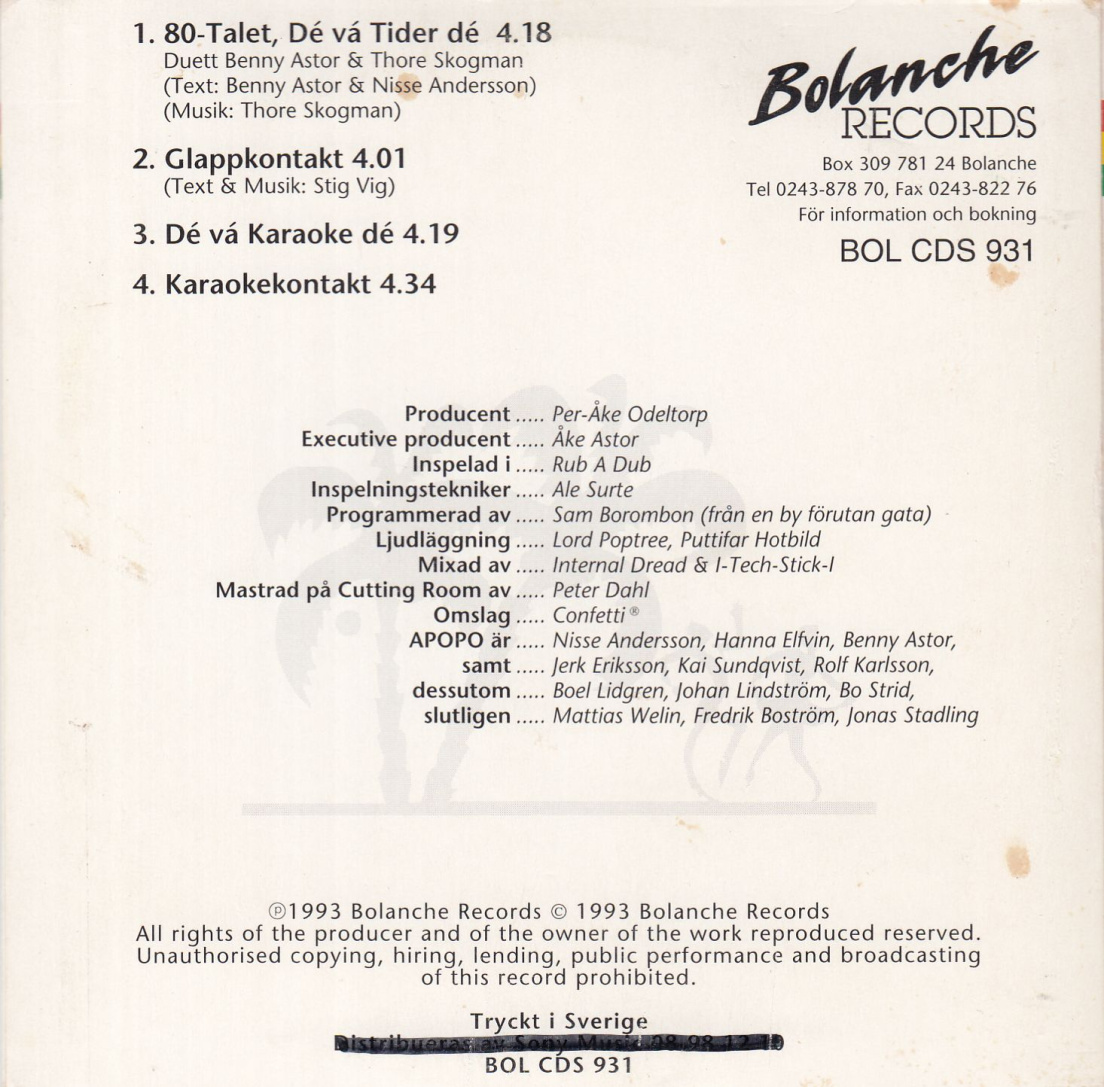 1. 80-Talet, Dé vá Tider dé 4.18
Duett Benny Astor & Thore Skogman
(Text: Benny Astor & Nisse Andersson)
(Musik: Thore Skogman)
2. Glappkontakt 4.01
(Text & Musik: Stig Vig)
3. Dé vá Karaoke dé 4.19
4. Karaokekontakt 4.34
Bolanche
RECORDS
Box 309 781 24 Bolanche
Tel 0243-878 70, Fax 0243-822 76
För information och bokning
BOL CDS 931
Producent ..... Per-Åke Odeltorp
Executive producent ..... Åke Astor
Inspelad i ..... Rub A Dub
Inspelningstekniker ..... Ale Surte
Programmerad av ..... Sam Borombon (från en by förutan gata)
Ljudläggning ..... Lord Poptree, Puttifar Hotbild
Mixad av ..... Internal Dread & I-Tech-Stick-I
Mastrad på Cutting Room av ..... Peter Dahl
Omslag ..... Confetti ®
APOPO är ..... Nisse Andersson, Hanna Elfvin, Benny Astor,
samt ..... Jerk Eriksson, Kai Sundqvist, Rolf Karlsson,
dessutom ..... Boel Lidgren, Johan Lindström, Bo Strid,
slutligen ..... Mattias Welin, Fredrik Boström, Jonas Stadling
℗1993 Bolanche Records © 1993 Bolanche Records
All rights of the producer and of the owner of the work reproduced reserved.
Unauthorised copying, hiring, lending, public performance and broadcasting
of this record prohibited.
Tryckt i Sverige
Distribueras av Sony Music
BOL CDS 931